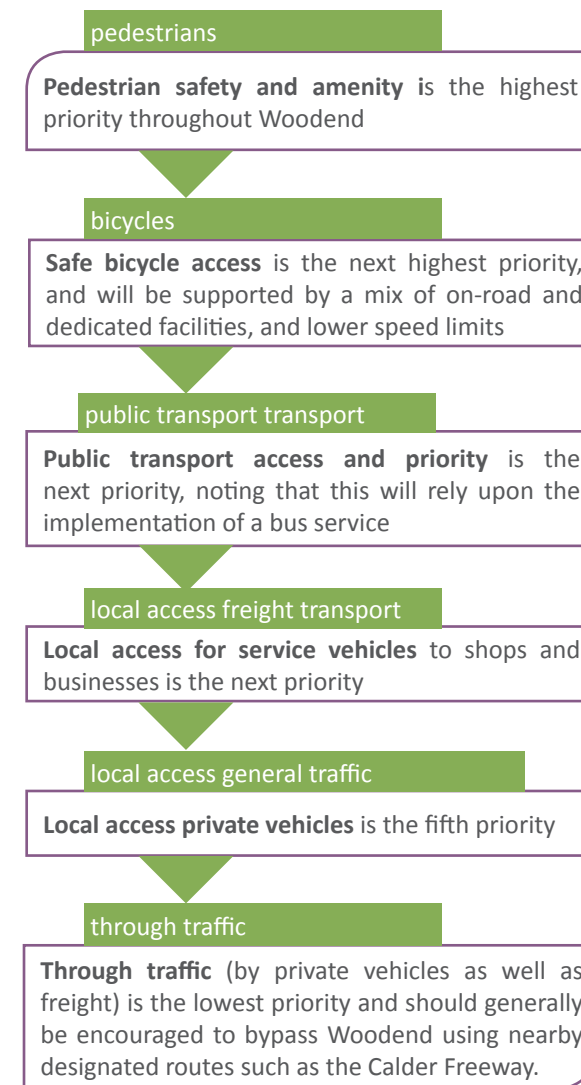 pedestrians
Pedestrian safety and amenity is the highest
priority throughout Woodend
bicycles
Safe bicycle access is the next highest priority,
and will be supported by a mix of on-road and
dedicated facilities, and lower speed limits
public transport transport
Public transport access and priority is the
next priority, noting that this will rely upon the
implementation of a bus service
local access freight transport
Local access for service vehicles to shops and
businesses is the next priority
local access general traffic
Local access private vehicles is the fifth priority
through traffic
Through traffic (by private vehicles as well as
freight) is the lowest priority and should generally
be encouraged to bypass Woodend using nearby
designated routes such as the Calder Freeway.